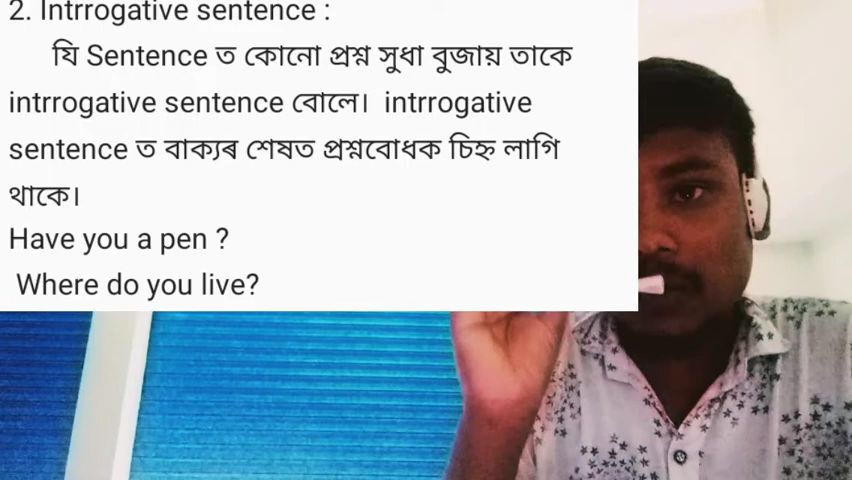 2. Intrrogative sentence :
যি Sentence ত কোনো প্ৰশ্ন সুধা বুজায় তাকে
intrrogative sentence বোলে। intrrogative
sentence ত বাক্যৰ শেষত প্ৰশ্নবোধক চিহ্ন লাগি
থাকে।
Have you a pen ?
Where do you live?